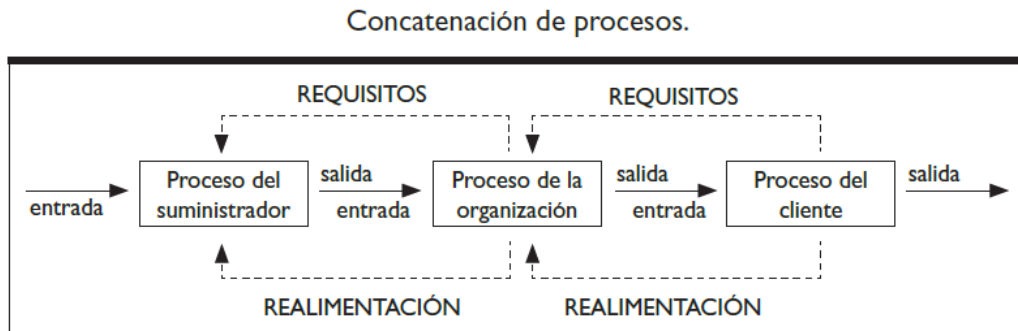 Concatenación de procesos.
REQUISITOS
REQUISITOS
entrada
Proceso del
suministrador
salida
entrada
Proceso de la
organización
salida
entrada
Proceso del
cliente
salida
REALIMENTACIÓN
REALIMENTACIÓN